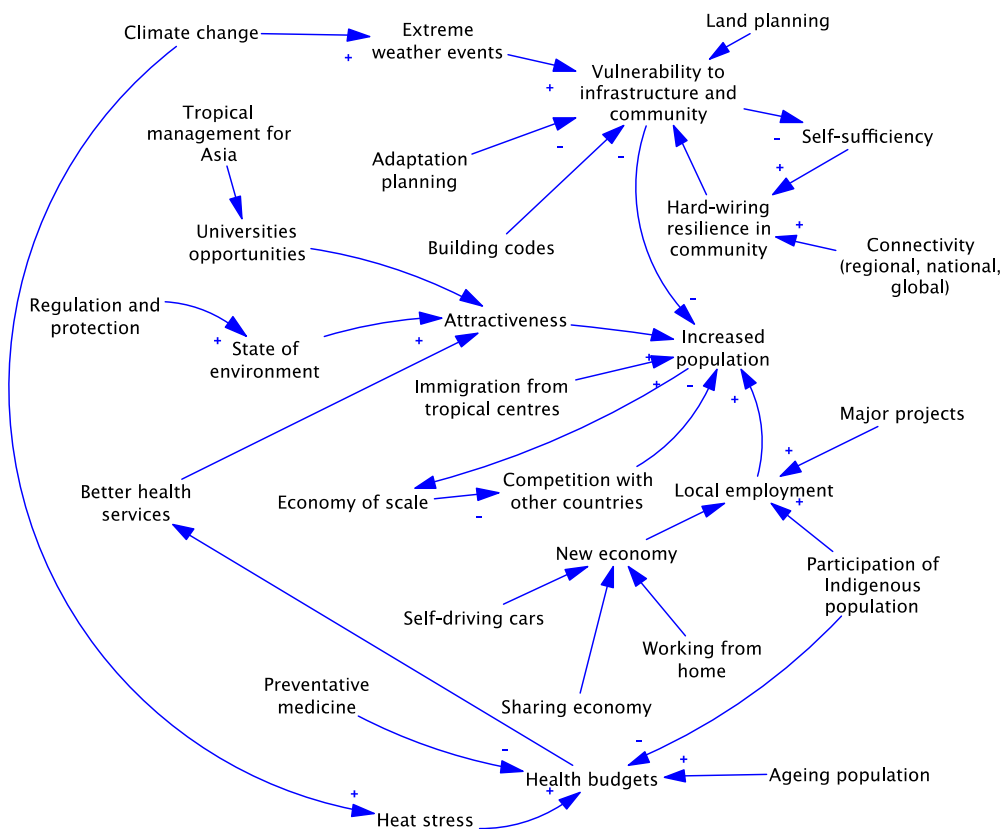 Climate change
Extreme
weather events
Land planning
Vulnerability to
infrastructure and
community
Tropical
management for
Asia
Adaptation
planning
Self-sufficiency
Hard-wiring
resilience in
community
Universities
opportunities
Building codes
Connectivity
(regional, national,
global)
Regulation and
protection
State of
environment
Attractiveness
Increased
population
Immigration from
tropical centres
Major projects
Better health
services
Economy of scale
Competition with
other countries
Local employment
New economy
Participation of
Indigenous
population
Self-driving cars
Working from
home
Preventative
medicine
Sharing economy
Health budgets
Ageing population
Heat stress